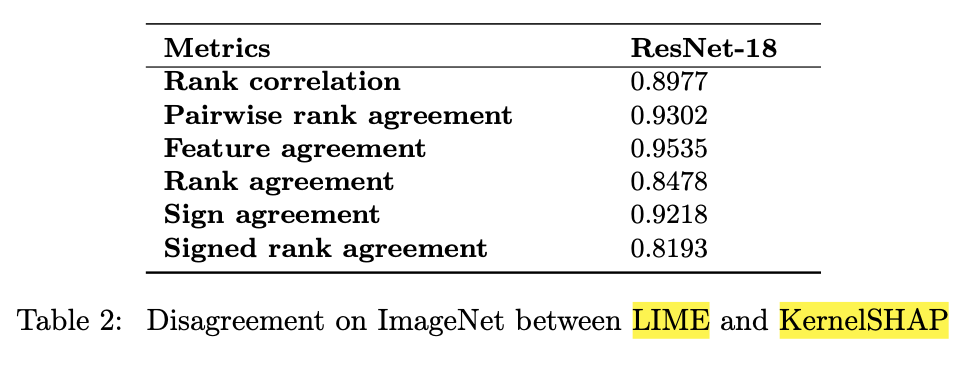 Metrics ResNet-18
Rank correlation 0.8977
Pairwise rank agreement 0.9302
Feature agreement 0.9535
Rank agreement 0.8478
Sign agreement 0.9218
Signed rank agreement 0.8193
Table 2: Disagreement on ImageNet between LIME and KernelSHAP